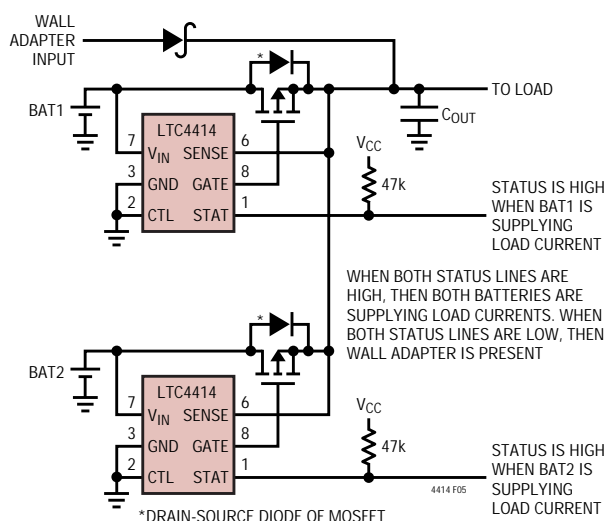 WALL
ADAPTER
INPUT
*
TO LOAD
BAT1
COUT
LTC4414
7
VIN SENSE
6
VCC
3
GND GATE
8
47k
2
CTL STAT
1
STATUS IS HIGH
WHEN BAT1 IS
SUPPLYING
LOAD CURRENT
WHEN BOTH STATUS LINES ARE
HIGH, THEN BOTH BATTERIES ARE
SUPPLYING LOAD CURRENTS. WHEN
BOTH STATUS LINES ARE LOW, THEN
WALL ADAPTER IS PRESENT
*
BAT2
LTC4414
7
VIN SENSE
6
VCC
3
GND GATE
8
47k
2
CTL STAT
1
STATUS IS HIGH
WHEN BAT2 IS
SUPPLYING
LOAD CURRENT
4414 F05
*DRAIN-SOURCE DIODE OF MOSFET